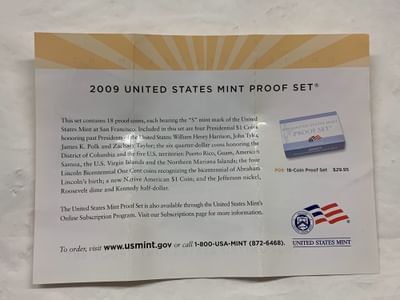 2009 UNITED STATES MINT PROOF SET®
This set contains 18 proof coins, each bearing the "S" mint mark of the United
States Mint at San Francisco. Included in this set are four Presidential $1 Coins
honoring past Presidents of the United States: William Henry Harrison, John Tyler,
James K. Polk and Zachary Taylor; the six quarter-dollar coins honoring the
District of Columbia and the five U.S. territories: Puerto Rico, Guam, American
Samoa, the U.S. Virgin Islands and the Northern Mariana Islands; the four
Lincoln Bicentennial One Cent coins recognizing the bicentennial of Abraham
Lincoln's birth; a new Native American $1 Coin; and the Jefferson nickel,
Roosevelt dime and Kennedy half-dollar.
PROOF SET
P09 18-Coin Proof Set $29.95
The United States Mint Proof Set is also available through the United States Mint's
Online Subscription Program. Visit our Subscriptions page for more information.
To order, visit www.usmint.gov or call 1-800-USA-MINT (872-6468).
UNITED STATES MINT